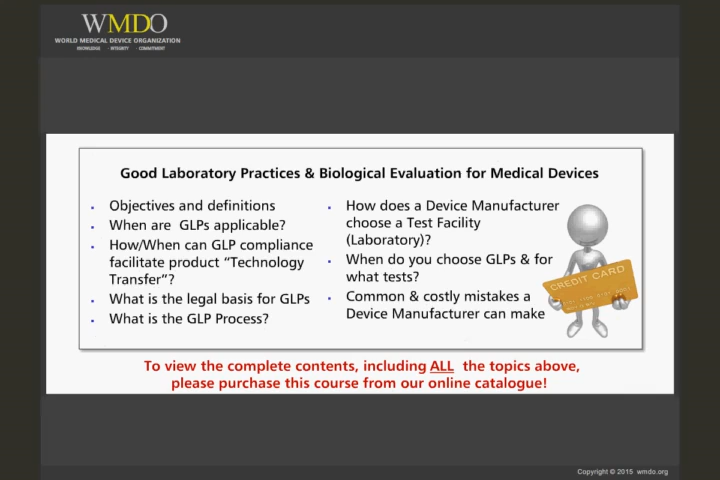 WMDO
WORLD MEDICAL DEVICE ORGANIZATION
KNOWLEDGE · INTEGRITY · COMMITMENT
Good Laboratory Practices & Biological Evaluation for Medical Devices
Objectives and definitions
When are GLPs applicable?
How/When can GLP compliance
facilitate product “Technology
Transfer”?
What is the legal basis for GLPs
What is the GLP Process?
How does a Device Manufacturer
choose a Test Facility
(Laboratory)?
When do you choose GLPs & for
what tests?
Common & costly mistakes a
Device Manufacturer can make
CREDIT CARD
To view the complete contents, including ALL the topics above,
please purchase this course from our online catalogue!
Copyright © 2015 wmdo.org